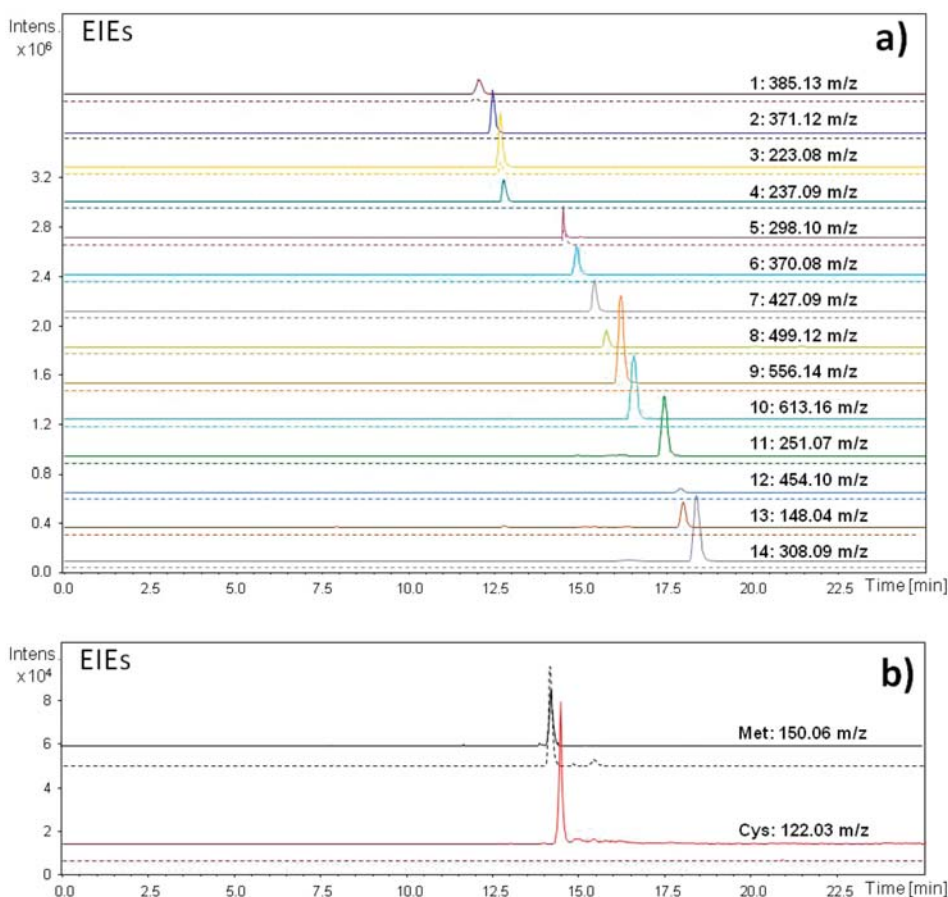 EIEs
a)
Intens.
x10⁶
1: 385.13 m/z
2: 371.12 m/z
3: 223.08 m/z
3.2
4: 237.09 m/z
2.8
5: 298.10 m/z
2.4
6: 370.08 m/z
7: 427.09 m/z
2.0
8: 499.12 m/z
1.6
9: 556.14 m/z
1.2
10: 613.16 m/z
11: 251.07 m/z
0.8
12: 454.10 m/z
0.4
13: 148.04 m/z
14: 308.09 m/z
0.0
0.0 2.5 5.0 7.5 10.0 12.5 15.0 17.5 20.0 22.5 Time [min]
EIEs
b)
Intens.
x10⁴
8
Met: 150.06 m/z
6
4
Cys: 122.03 m/z
2
0
0.0 2.5 5.0 7.5 10.0 12.5 15.0 17.5 20.0 22.5 Time [min]